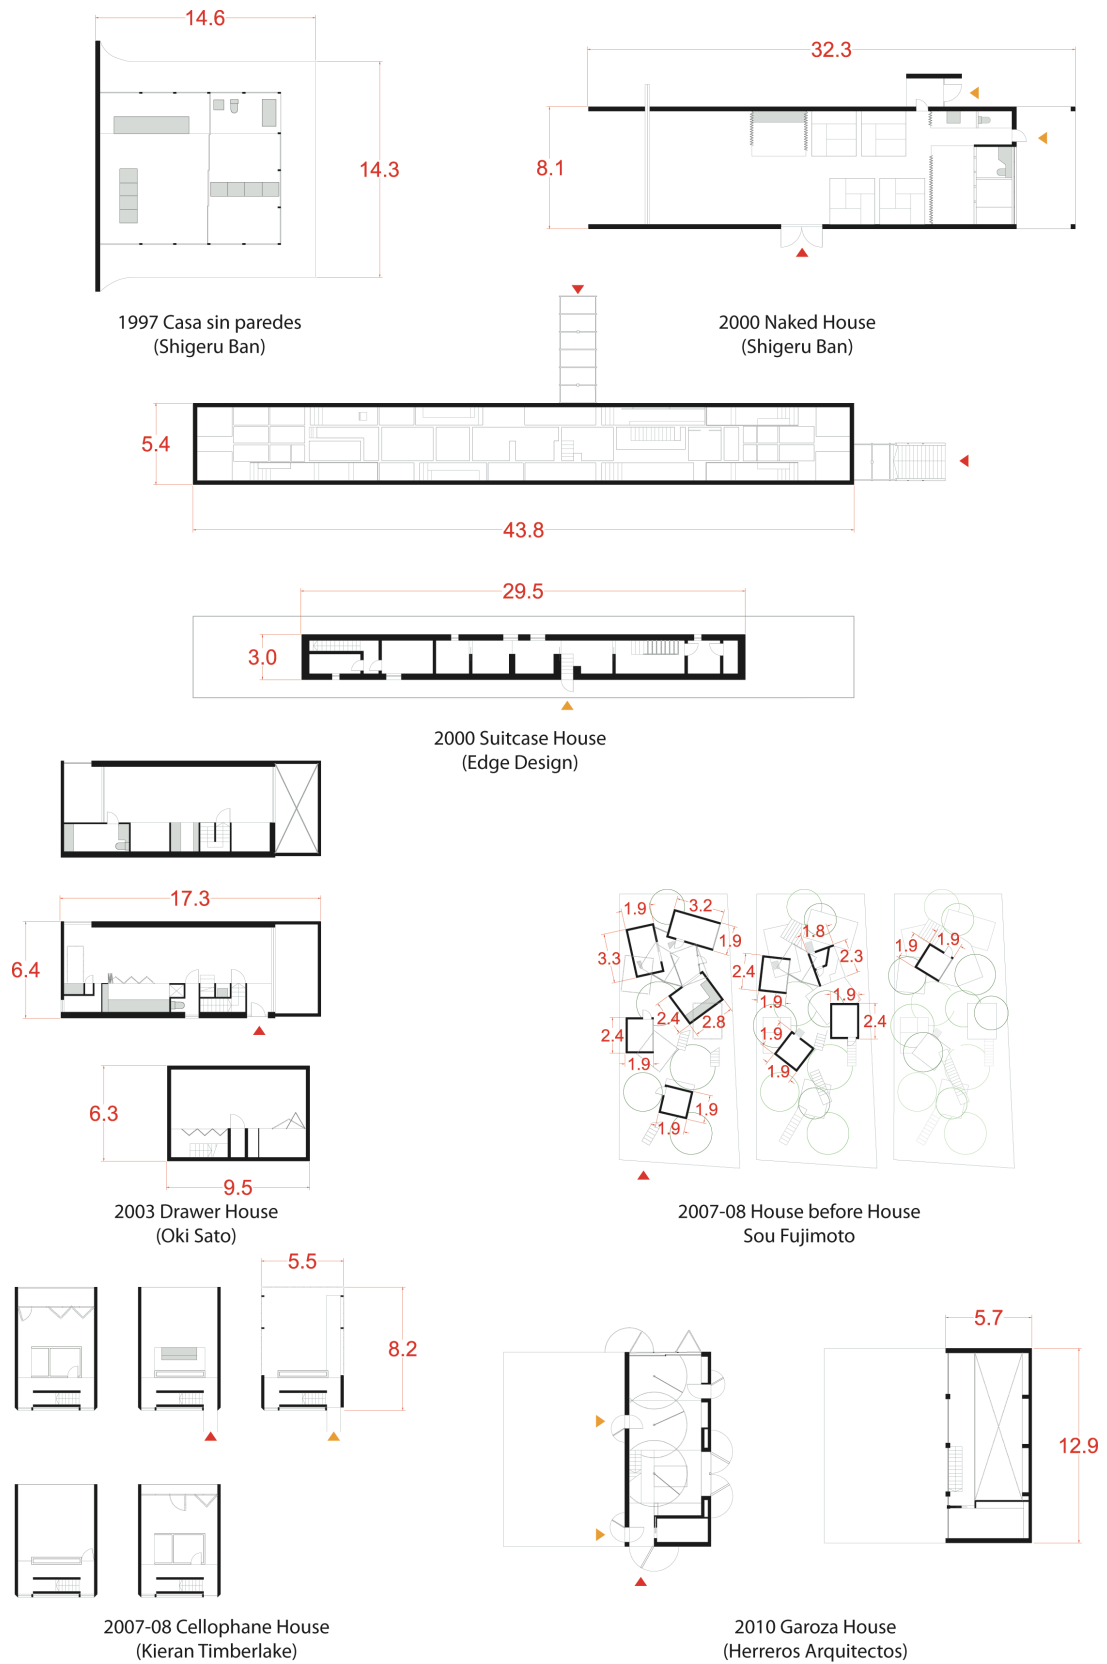 14.6
14.3
1997 Casa sin paredes
(Shigeru Ban)
32.3
8.1
2000 Naked House
(Shigeru Ban)
5.4
43.8
29.5
3.0
2000 Suitcase House
(Edge Design)
17.3
6.4
6.3
9.5
2003 Drawer House
(Oki Sato)
1.9
3.2
1.9
3.3
2.4
2.8
2.4
1.9
1.9
1.9
1.8
2.3
2.4
1.9
1.9
2.4
1.9
1.9
1.9
1.9
2007-08 House before House
Sou Fujimoto
5.5
8.2
2007-08 Cellophane House
(Kieran Timberlake)
5.7
12.9
2010 Garoza House
(Herreros Arquitectos)